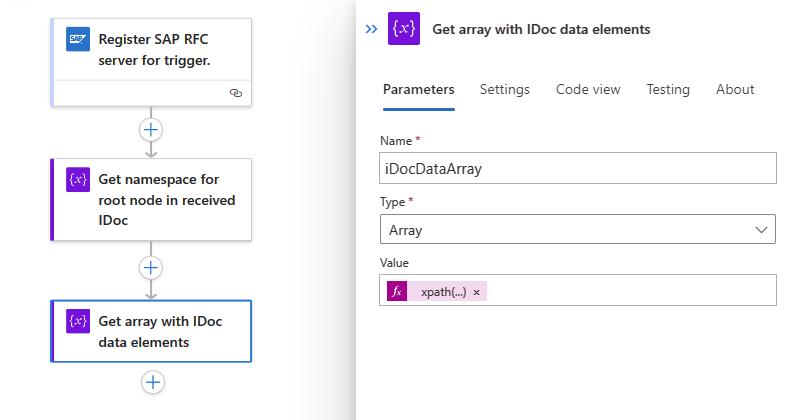 SAP
Register SAP RFC
server for trigger.
{x}
Get namespace for
root node in received
IDoc
{x}
Get array with IDoc
data elements
{x}
Get array with IDoc data elements
Parameters
Settings
Code view
Testing
About
Name *
iDocDataArray
Type *
Array
Value
fx
xpath(...) ×